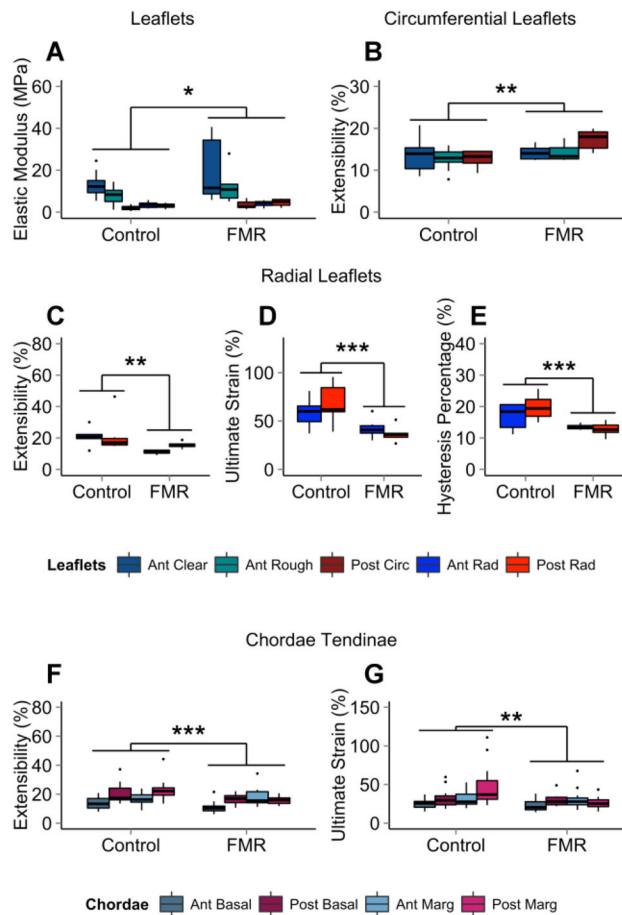 Leaflets
Circumferential Leaflets
A
B
Elastic Modulus (MPa)
60
40
20
0
*
Control
FMR
Extensibility (%)
30
20
10
0
**
Control
FMR
Radial Leaflets
C
D
E
Extensibility (%)
80
60
40
20
0
**
Control
FMR
Ultimate Strain (%)
100
50
0
***
Control
FMR
Hysteresis Percentage (%)
40
30
20
10
0
***
Control
FMR
Leaflets Ant Clear Ant Rough Post Circ Ant Rad Post Rad
Chordae Tendinae
F
G
Extensibility (%)
80
60
40
20
0
***
Control
FMR
Ultimate Strain (%)
150
100
50
0
**
Control
FMR
Chordae Ant Basal Post Basal Ant Marg Post Marg